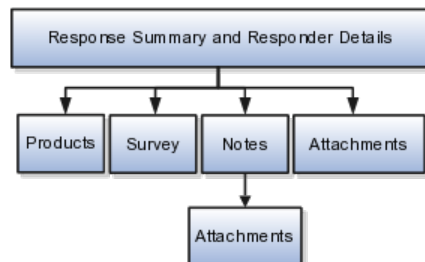 Response Summary and Responder Details
Products
Survey
Notes
Attachments
Attachments